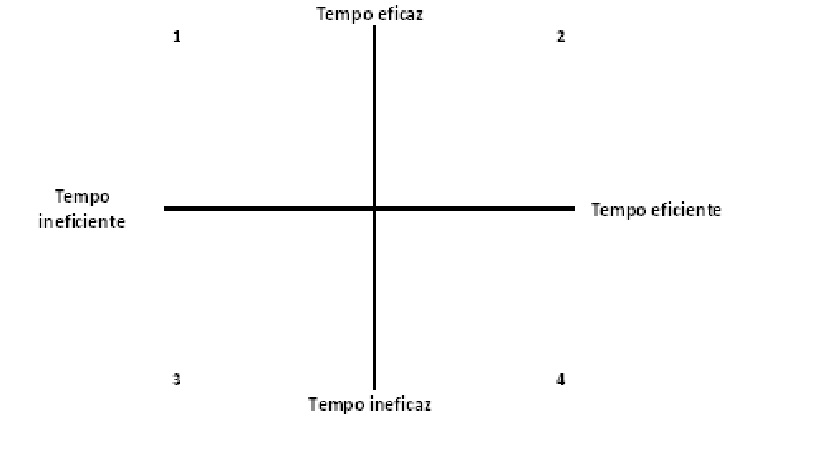 Tempo eficaz
1
2
Tempo
ineficiente
Tempo eficiente
3
4
Tempo ineficaz